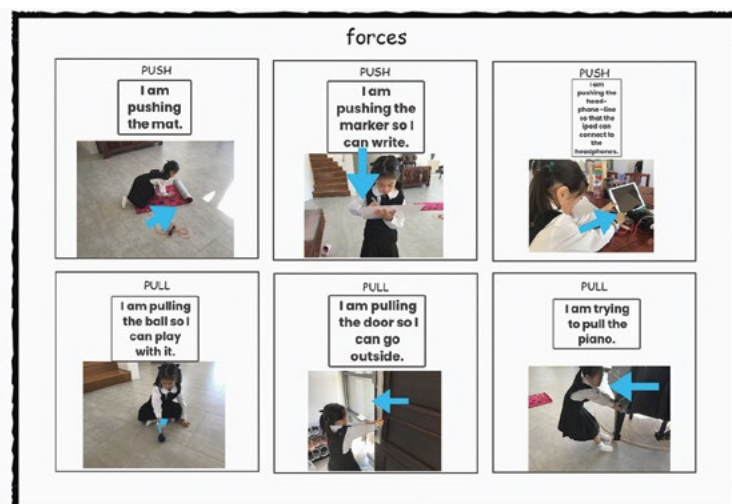 forces
PUSH
I am
pushing
the mat.
PUSH
I am
pushing the
marker so I
can write.
PUSH
I am
pushing the
head-
phone-line
so that the
ipad can
connect to
the
headphones.
PULL
I am pulling
the ball so I
can play
with it.
PULL
I am pulling
the door so I
can go
outside.
PULL
I am trying
to pull the
piano.